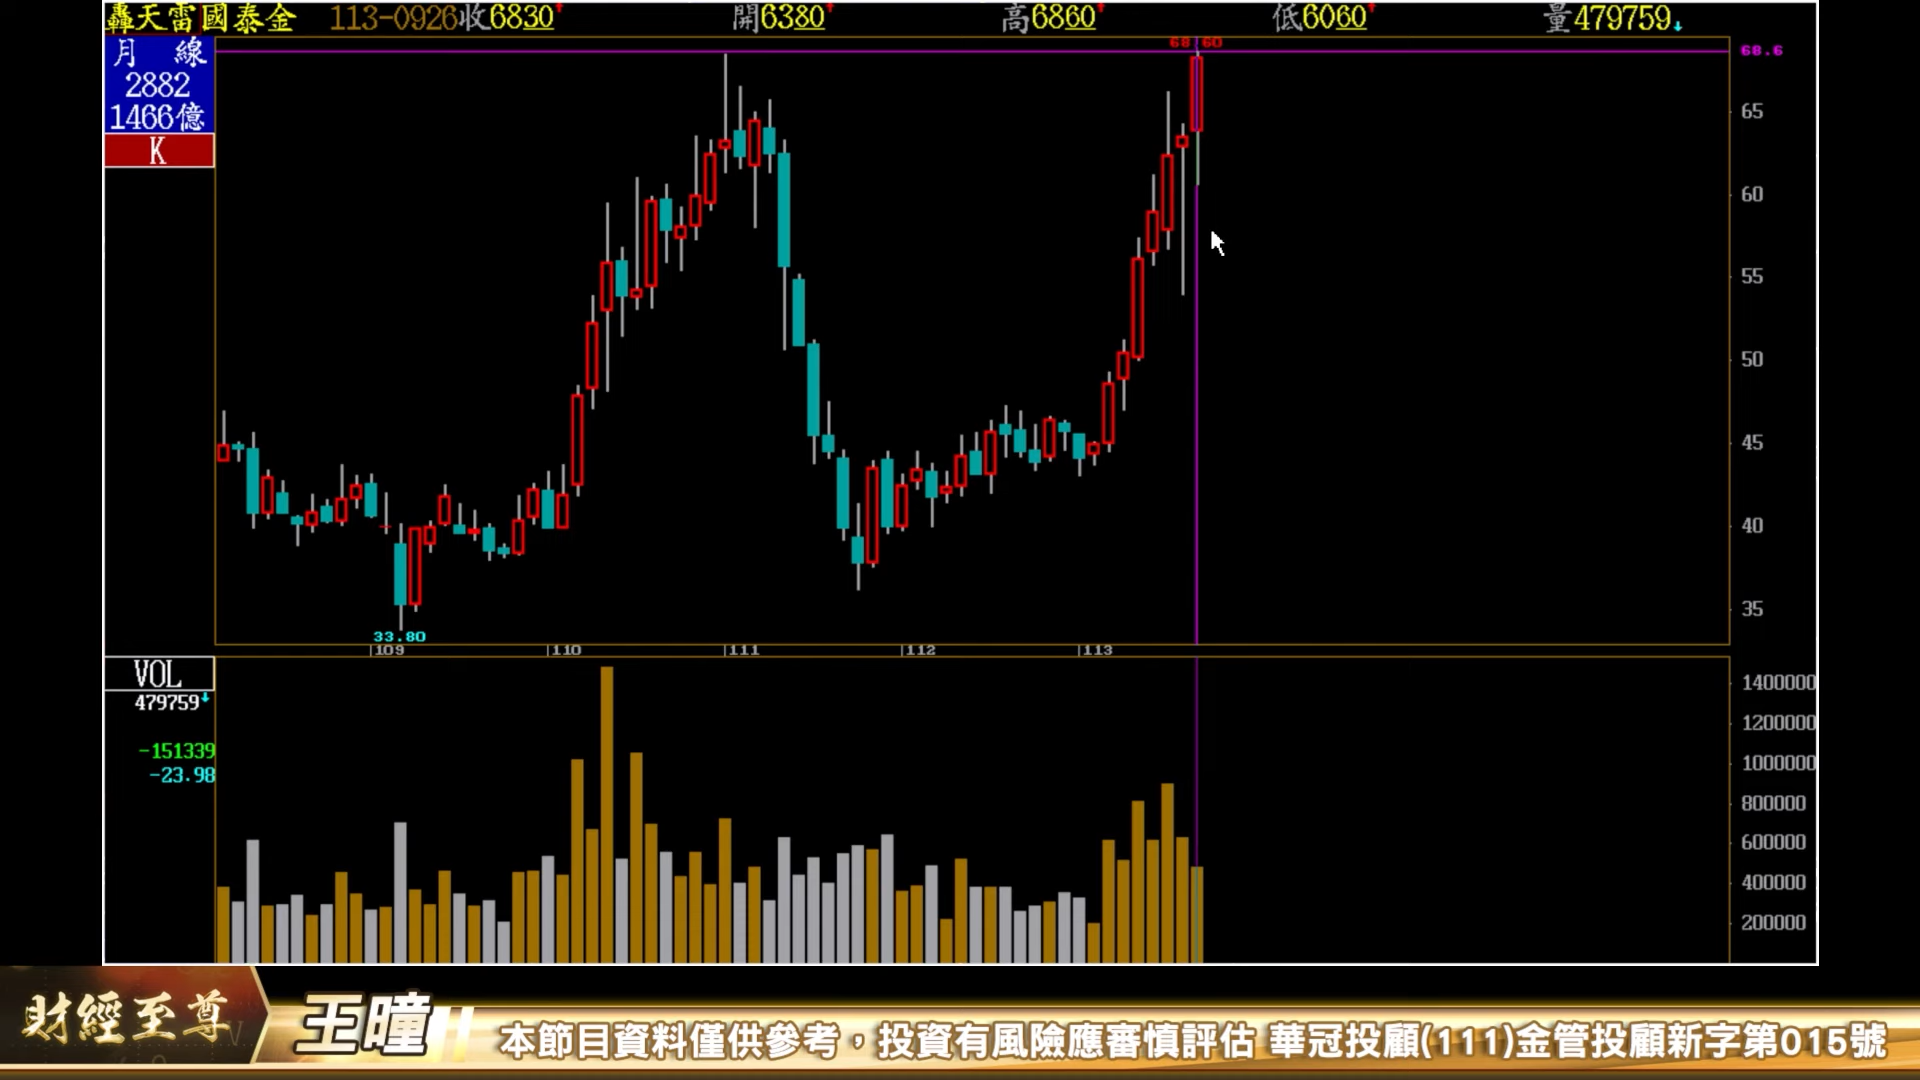 轟天雷國泰金 113-0926收6830↑ 開6380↑ 高6860↑ 低6060↑ 量479759↓
月 線
2882
1466億
K
68.60
68.6
65
60
55
50
45
40
35
33.80
109 110 111 112 113
VOL
479759↓
-151339
-23.98
1400000
1200000
1000000
800000
600000
400000
200000
財經至尊
王曈
本節目資料僅供參考，投資有風險應審慎評估 華冠投顧(111)金管投顧新字第015號